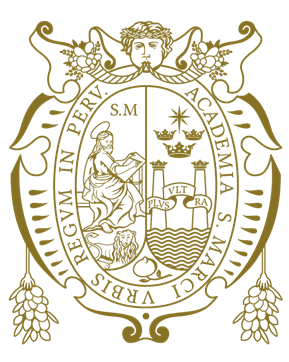 ACADEMIA S. MARCI VRBIS REGVM IN PERV.
S.M
PLVS VLT RA